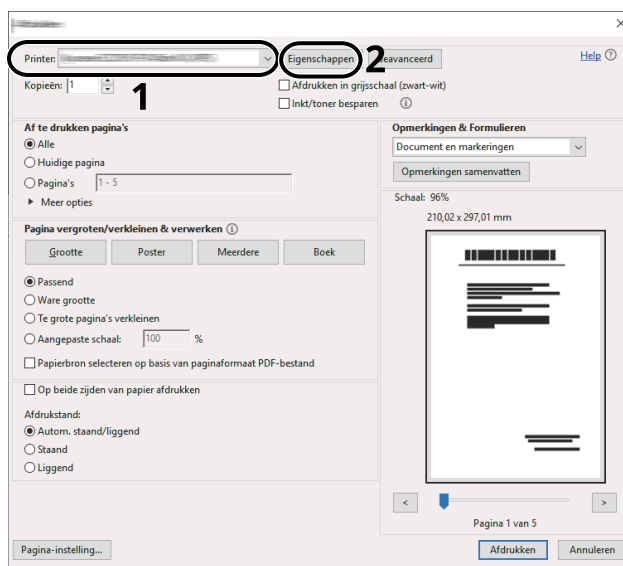 Printer:
Eigenschappen
2
Geavanceerd
Help
1
Kopieën: 1
Afdrukken in grijsschaal (zwart-wit)
Inkt/toner besparen
Af te drukken pagina's
Alle
Huidige pagina
Pagina's 1 - 5
Meer opties
Opmerkingen & Formulieren
Document en markeringen
Opmerkingen samenvatten
Pagina vergroten/verkleinen & verwerken
Grootte Poster Meerdere Boek
Passend
Ware grootte
Te grote pagina's verkleinen
Aangepaste schaal: 100 %
Papierbron selecteren op basis van paginaformaat PDF-bestand
Op beide zijden van papier afdrukken
Afdrukstand:
Autom. staand/liggend
Staand
Liggend
Schaal: 96%
210,02 x 297,01 mm
< >
Pagina 1 van 5
Pagina-instelling...
Afdrukken
Annuleren